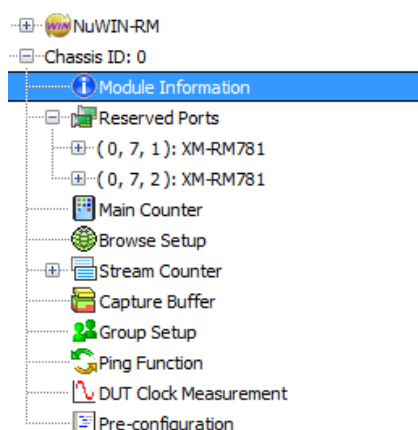 WIN NuWIN-RM
Chassis ID: 0
Module Information
Reserved Ports
( 0, 7, 1 ): XM-RM781
( 0, 7, 2 ): XM-RM781
Main Counter
Browse Setup
Stream Counter
Capture Buffer
Group Setup
Ping Function
DUT Clock Measurement
Pre-configuration